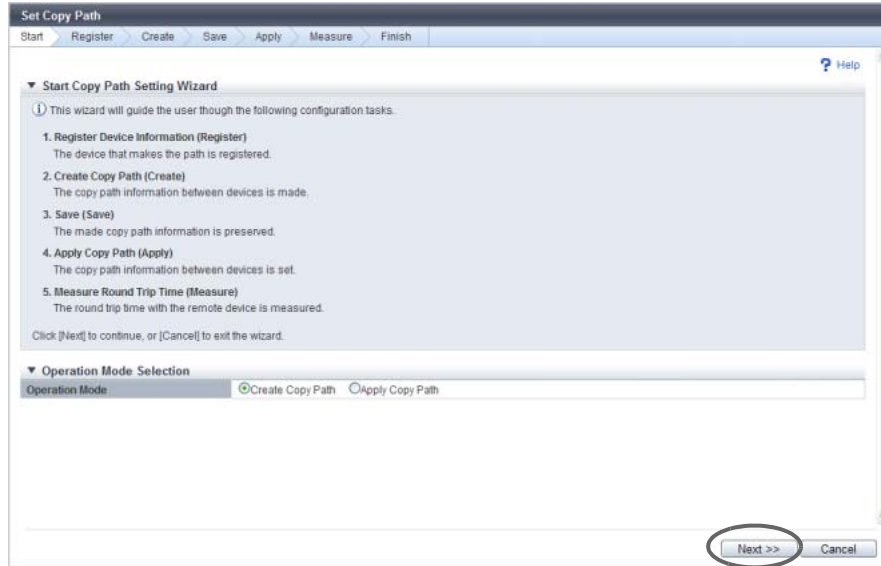 Set Copy Path
Start Register Create Save Apply Measure Finish
? Help
▼ Start Copy Path Setting Wizard
i This wizard will guide the user though the following configuration tasks.
1. Register Device Information (Register)
The device that makes the path is registered.
2. Create Copy Path (Create)
The copy path information between devices is made.
3. Save (Save)
The made copy path information is preserved.
4. Apply Copy Path (Apply)
The copy path information between devices is set.
5. Measure Round Trip Time (Measure)
The round trip time with the remote device is measured.
Click [Next] to continue, or [Cancel] to exit the wizard.
▼ Operation Mode Selection
Operation Mode Create Copy Path Apply Copy Path
Next >> Cancel